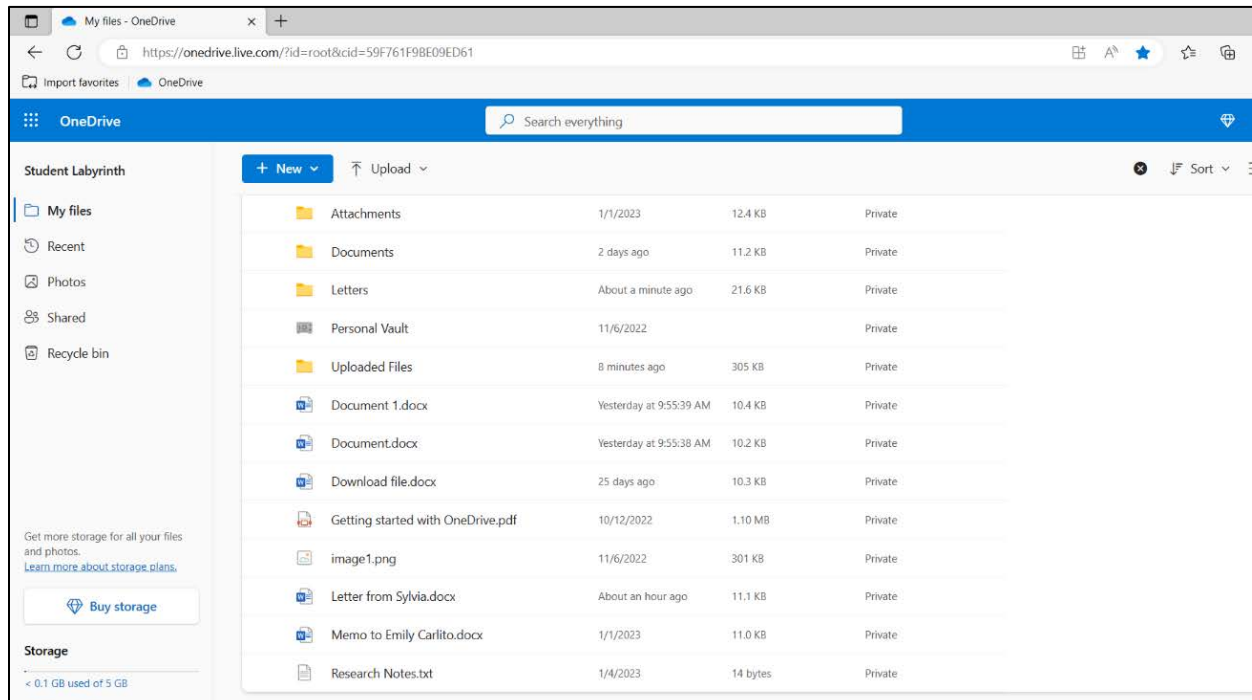 My files - OneDrive
https://onedrive.live.com/?id=root&cid=59F761F98E09ED61
Import favorites OneDrive
OneDrive Search everything
Student Labyrinth
New Upload Sort
My files
Recent
Photos
Shared
Recycle bin
Attachments 1/1/2023 12.4 KB Private
Documents 2 days ago 11.2 KB Private
Letters About a minute ago 21.6 KB Private
Personal Vault 11/6/2022 Private
Uploaded Files 8 minutes ago 305 KB Private
Document 1.docx Yesterday at 9:55:39 AM 10.4 KB Private
Document.docx Yesterday at 9:55:38 AM 10.2 KB Private
Download file.docx 25 days ago 10.3 KB Private
Getting started with OneDrive.pdf 10/12/2022 1.10 MB Private
image1.png 11/6/2022 301 KB Private
Letter from Sylvia.docx About an hour ago 11.1 KB Private
Memo to Emily Carlito.docx 1/1/2023 11.0 KB Private
Research Notes.txt 1/4/2023 14 bytes Private
Get more storage for all your files
and photos.
Learn more about storage plans.
Buy storage
Storage
< 0.1 GB used of 5 GB